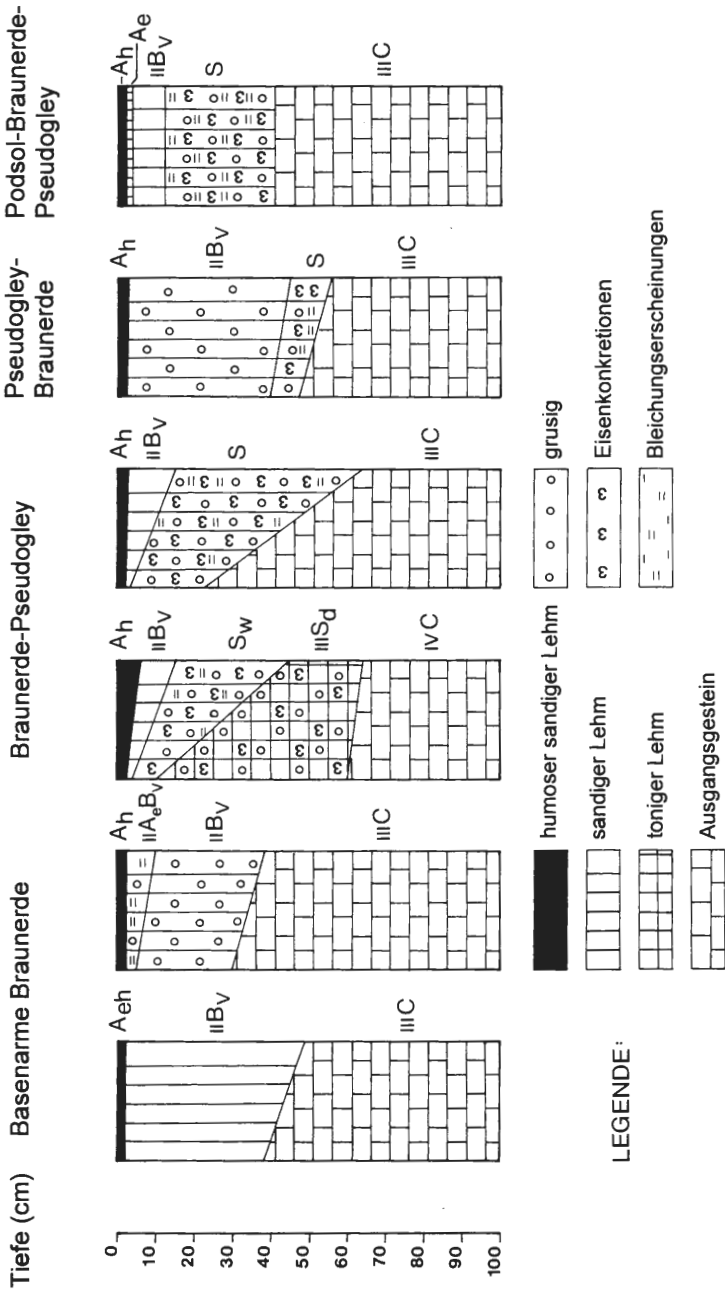 Tiefe (cm)
Basenarme Braunerde
Braunerde-Pseudogley
Pseudogley-
Braunerde
Podsol-Braunerde-
Pseudogley
0
10
20
30
40
50
60
70
80
90
100
Aeh
IIBv
IIIC
Ah
IIAeBv
IIBv
IIIC
Ah
IIBv
Sw
IIISd
IVC
Ah
IIBv
S
IIIC
Ah
IIBv
S
IIIC
Ah
Ae
IIBv
S
IIIC
LEGENDE:
humoser sandiger Lehm
sandiger Lehm
toniger Lehm
Ausgangsgestein
grusig
Eisenkonkretionen
Bleichungserscheinungen